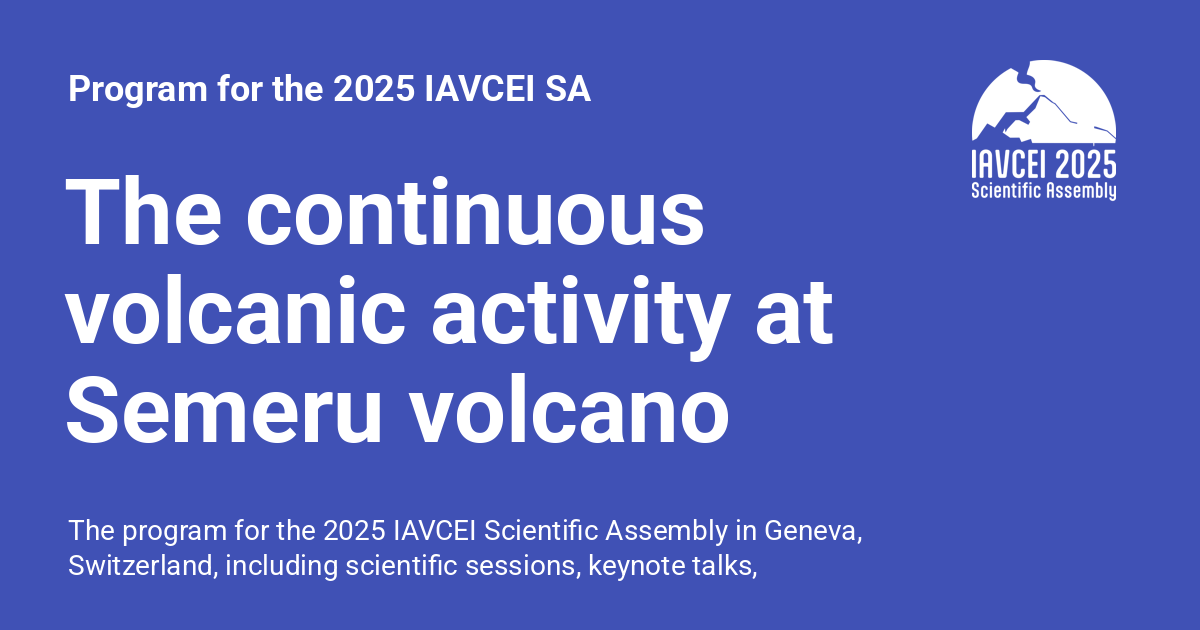 Program for the 2025 IAVCEI SA
IAVCEI 2025
Scientific Assembly
The continuous
volcanic activity at
Semeru volcano
The program for the 2025 IAVCEI Scientific Assembly in Geneva,
Switzerland, including scientific sessions, keynote talks,